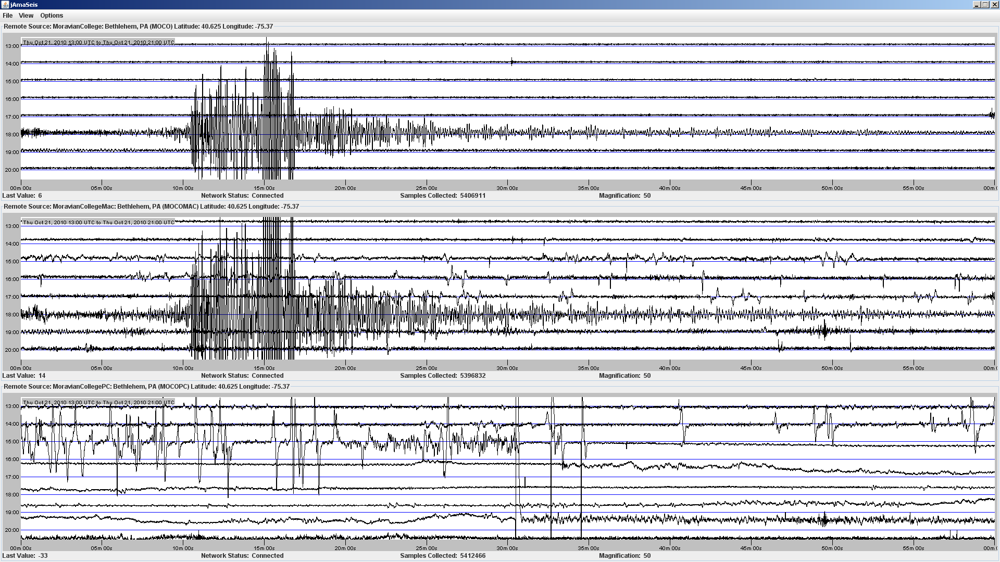 jAmaSeis
File View Options
Remote Source: MoravianCollege: Bethlehem, PA (MOCO) Latitude: 40.625 Longitude: -75.37
Thu Oct 21, 2010 13:00 UTC to Thu Oct 21, 2010 21:00 UTC
13:00
14:00
15:00
16:00
17:00
18:00
19:00
20:00
00m 00s 05m 00s 10m 00s 15m 00s 20m 00s 25m 00s 30m 00s 35m 00s 40m 00s 45m 00s 50m 00s 55m 00s 00m
Last Value: 6 Network Status: Connected Samples Collected: 5406911 Magnification: 50
Remote Source: MoravianCollegeMac: Bethlehem, PA (MOCOMAC) Latitude: 40.625 Longitude: -75.37
Thu Oct 21, 2010 13:00 UTC to Thu Oct 21, 2010 21:00 UTC
13:00
14:00
15:00
16:00
17:00
18:00
19:00
20:00
00m 00s 05m 00s 10m 00s 15m 00s 20m 00s 25m 00s 30m 00s 35m 00s 40m 00s 45m 00s 50m 00s 55m 00s 00m
Last Value: 14 Network Status: Connected Samples Collected: 5396832 Magnification: 50
Remote Source: MoravianCollegePC: Bethlehem, PA (MOCOPC) Latitude: 40.625 Longitude: -75.37
Thu Oct 21, 2010 13:00 UTC to Thu Oct 21, 2010 21:00 UTC
13:00
14:00
15:00
16:00
17:00
18:00
19:00
20:00
00m 00s 05m 00s 10m 00s 15m 00s 20m 00s 25m 00s 30m 00s 35m 00s 40m 00s 45m 00s 50m 00s 55m 00s 00m
Last Value: -33 Network Status: Connected Samples Collected: 5412466 Magnification: 50